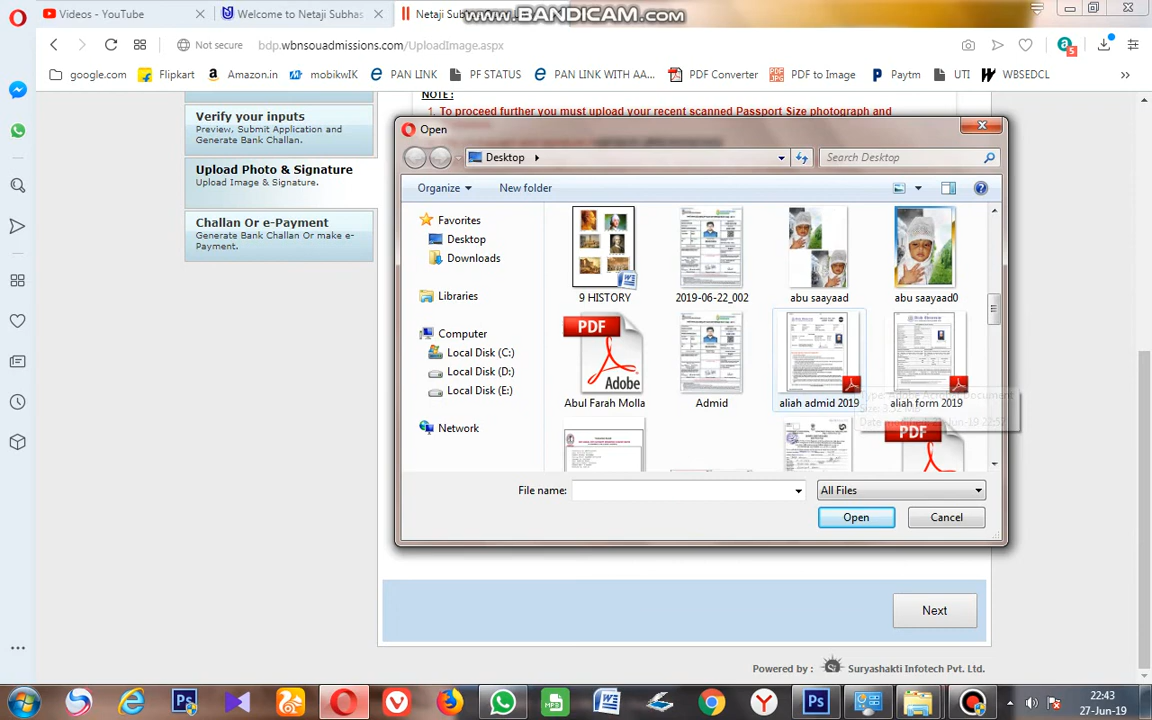 Videos - YouTube
Welcome to Netaji Subhas
Netaji Sub
www.BANDICAM.com
Not secure
bdp.wbnsouadmissions.com/UploadImage.aspx
5
google.com
Flipkart
Amazon.in
mobikwIK
PAN LINK
PF STATUS
PAN LINK WITH AA...
PDF Converter
PDF to Image
Paytm
UTI
WBSEDCL
NOTE :
1. To proceed further you must upload your recent scanned Passport Size photograph and
Verify your inputs
Preview, Submit Application and
Generate Bank Challan.
Upload Photo & Signature
Upload Image & Signature.
Challan Or e-Payment
Generate Bank Challan Or make e-
Payment.
Open
Desktop
Search Desktop
Organize
New folder
Favorites
Desktop
Downloads
Libraries
Computer
Local Disk (C:)
Local Disk (D:)
Local Disk (E:)
Network
9 HISTORY
2019-06-22_002
abu saayaad
abu saayaad0
PDF
Adobe
Abul Farah Molla
Admid
aliah admid 2019
aliah form 2019
Type: Adobe Acrobat Document
PDF
File name:
All Files
Open
Cancel
Next
Powered by :
Suryashakti Infotech Pvt. Ltd.
22:43
27-Jun-19